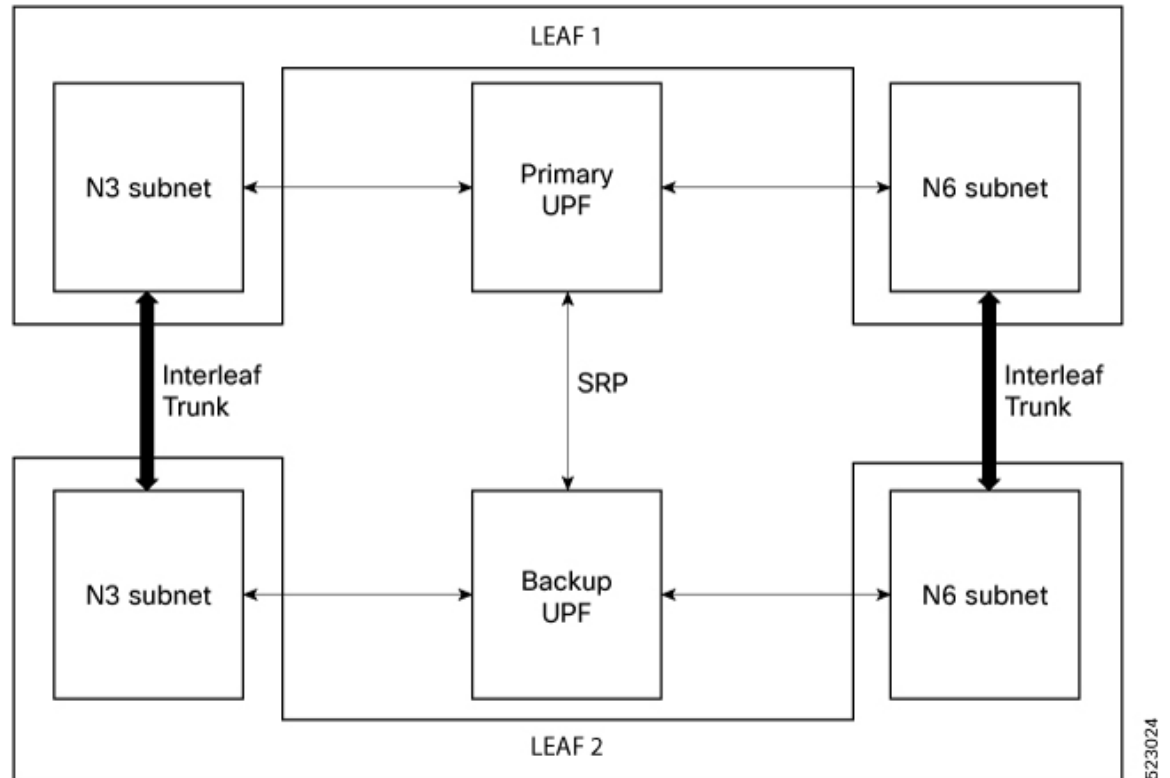 LEAF 1
N3 subnet
Primary
UPF
N6 subnet
Interleaf
Trunk
SRP
Interleaf
Trunk
N3 subnet
Backup
UPF
N6 subnet
LEAF 2
523024